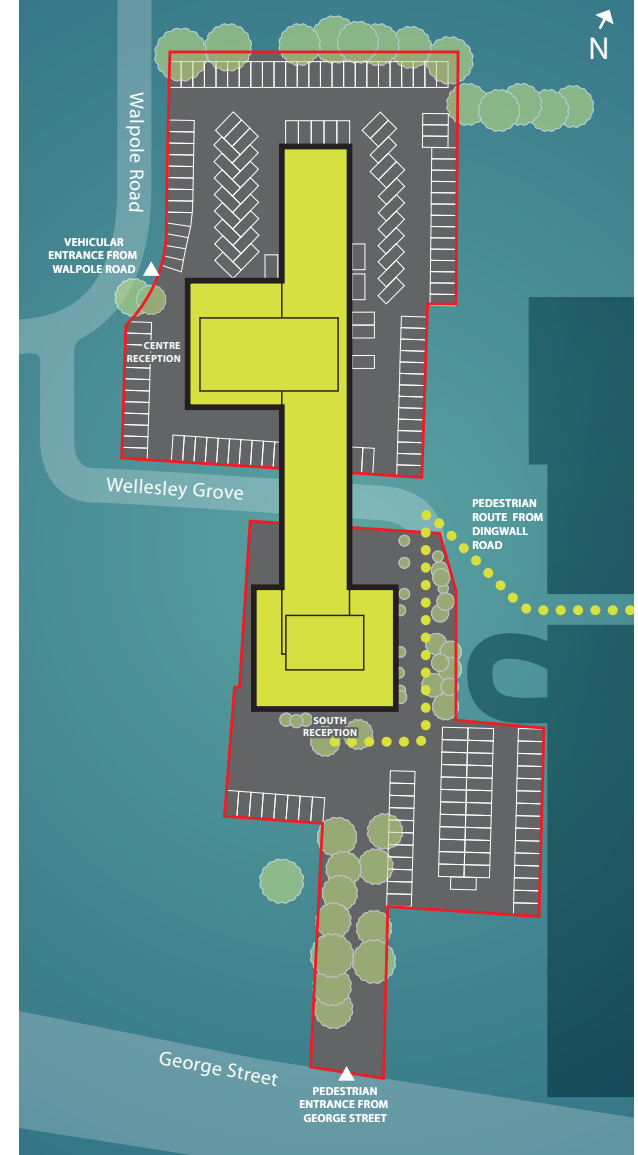 N
Walpole Road
VEHICULAR
ENTRANCE FROM
WALPOLE ROAD
CENTRE
RECEPTION
Wellesley Grove
PEDESTRIAN
ROUTE FROM
DINGWALL
ROAD
SOUTH
RECEPTION
George Street
PEDESTRIAN
ENTRANCE FROM
GEORGE STREET